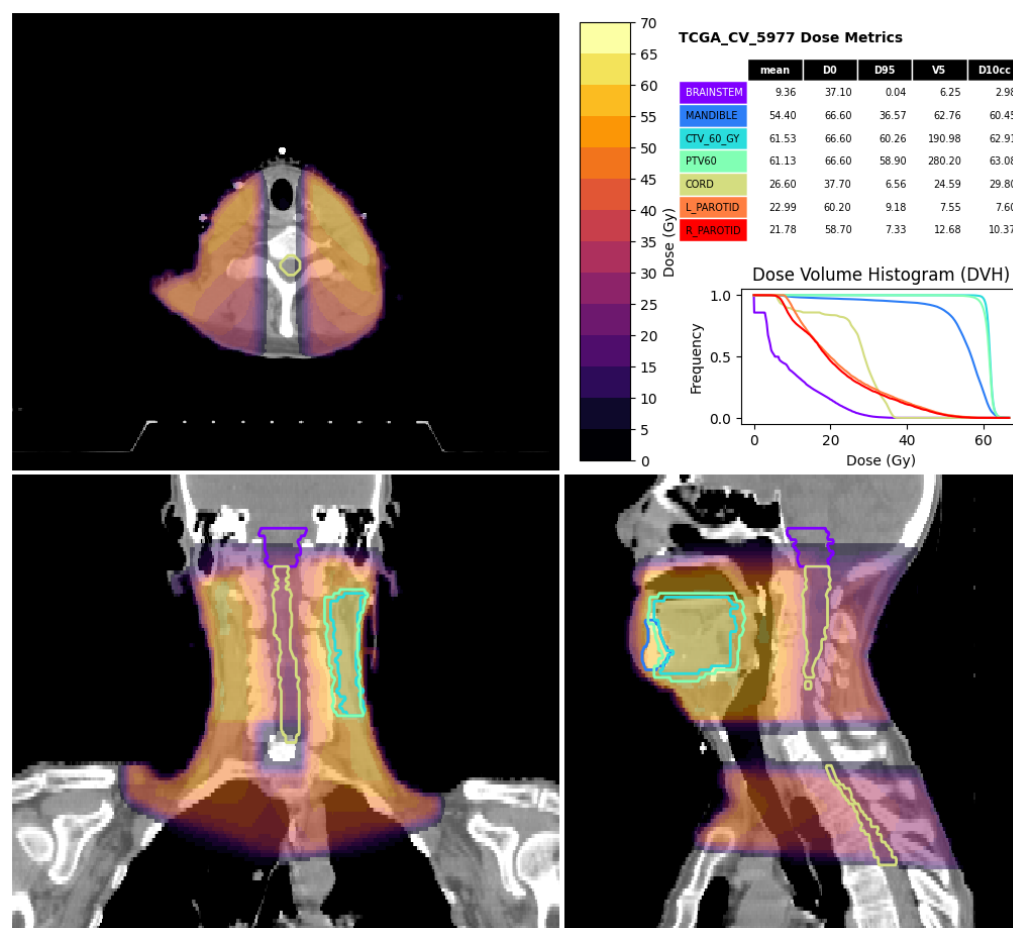 70
65
60
55
50
45
40
35
30
25
20
15
10
5
0
Dose (Gy)
TCGA_CV_5977 Dose Metrics
mean D0 D95 V5 D10cc
BRAINSTEM 9.36 37.10 0.04 6.25 2.98
MANDIBLE 54.40 66.60 36.57 62.76 60.45
CTV_60_GY 61.53 66.60 60.26 190.98 62.91
PTV60 61.13 66.60 58.90 280.20 63.08
CORD 26.60 37.70 6.56 24.59 29.80
L_PAROTID 22.99 60.20 9.18 7.55 7.60
R_PAROTID 21.78 58.70 7.33 12.68 10.37
Dose Volume Histogram (DVH)
1.0
0.5
0.0
Frequency
0 20 40 60
Dose (Gy)